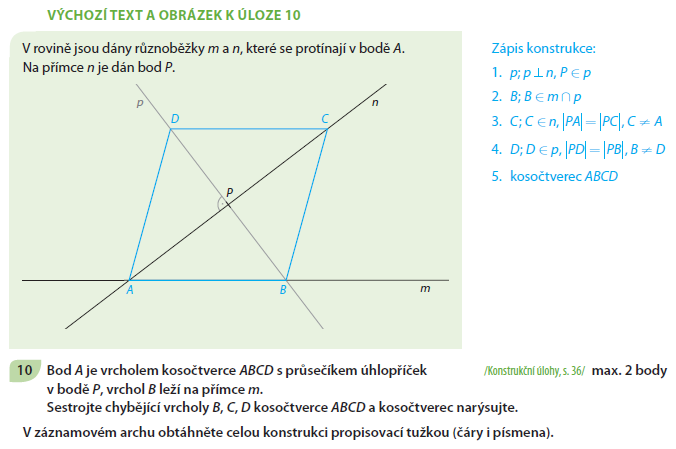 VÝCHOZÍ TEXT A OBRÁZEK K ÚLOZE 10
V rovině jsou dány různoběžky m a n, které se protínají v bodě A.
Na přímce n je dán bod P.
p
n
D
C
P
A
B
m
Zápis konstrukce:
1. p; p ⊥ n, P ∈ p
2. B; B ∈ m ∩ p
3. C; C ∈ n, |PA| = |PC|, C ≠ A
4. D; D ∈ p, |PD| = |PB|, B ≠ D
5. kosočtverec ABCD
10 Bod A je vrcholem kosočtverce ABCD s průsečíkem úhlopříček /Konstrukční úlohy, s. 36/ max. 2 body
v bodě P, vrchol B leží na přímce m.
Sestrojte chybějící vrcholy B, C, D kosočtverce ABCD a kosočtverec narýsujte.
V záznamovém archu obtáhněte celou konstrukci propisovací tužkou (čáry i písmena).